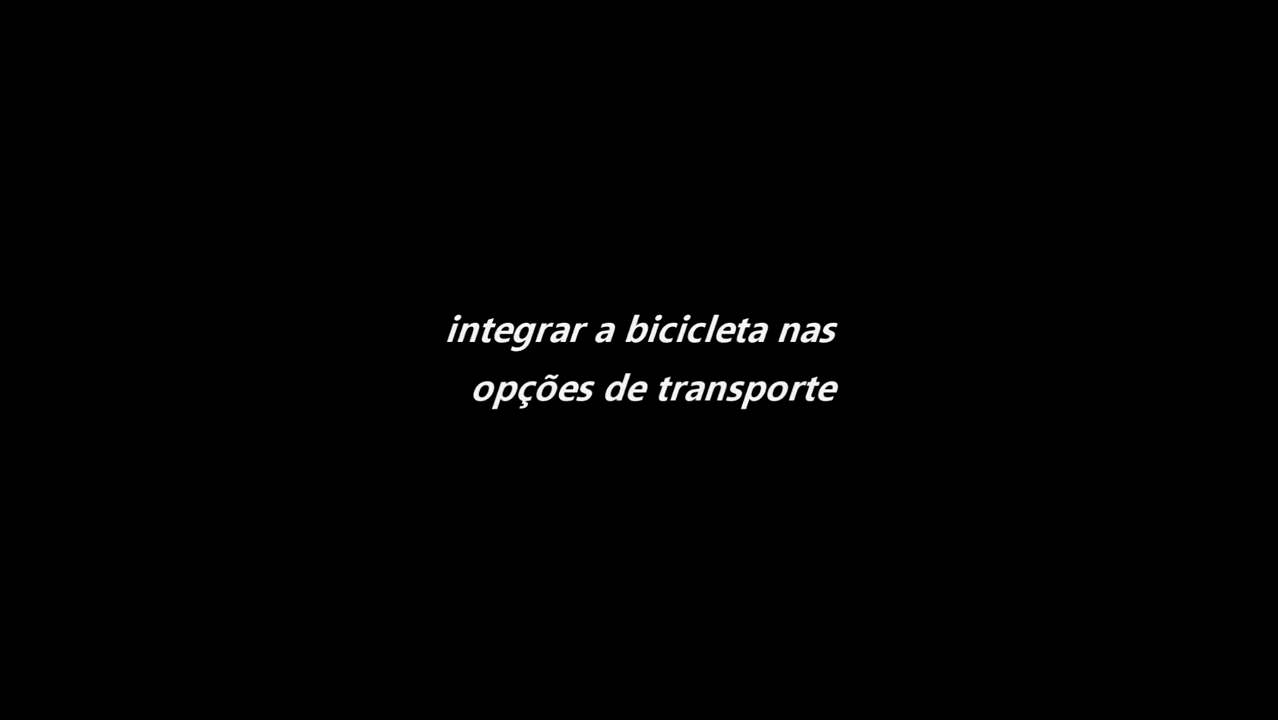 integrar a bicicleta nas
opções de transporte